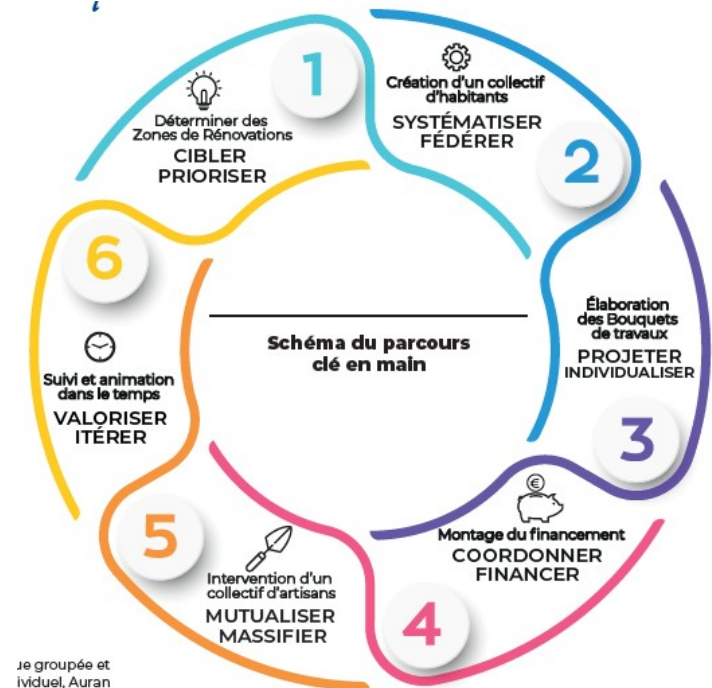 1
Déterminer des
Zones de Rénovations
CIBLER
PRIORISER
Création d'un collectif
d'habitants
SYSTÉMATISER
FÉDÉRER
2
Élaboration
des Bouquets
de travaux
PROJETER
INDIVIDUALISER
3
€
Montage du financement
COORDONNER
FINANCER
4
Intervention d'un
collectif d'artisans
MUTUALISER
MASSIFIER
5
6
Suivi et animation
dans le temps
VALORISER
ITÉRER
Schéma du parcours
clé en main
groupée et
Auran